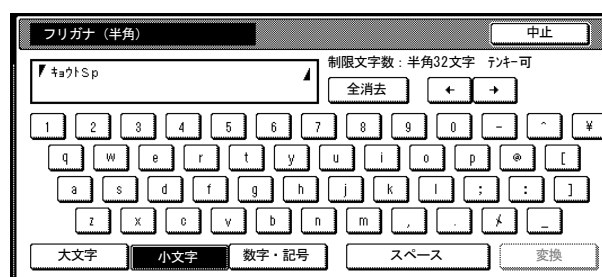 フリガナ（半角）
中止
ｷｮｳﾄSp
制限文字数：半角32文字 ﾃﾝｷｰ可
全消去 ← →
1 2 3 4 5 6 7 8 9 0 - ^ ¥
q w e r t y u i o p @ [
a s d f g h j k l ; : ]
z x c v b n m , . _
大文字 小文字 数字・記号 スペース 変換